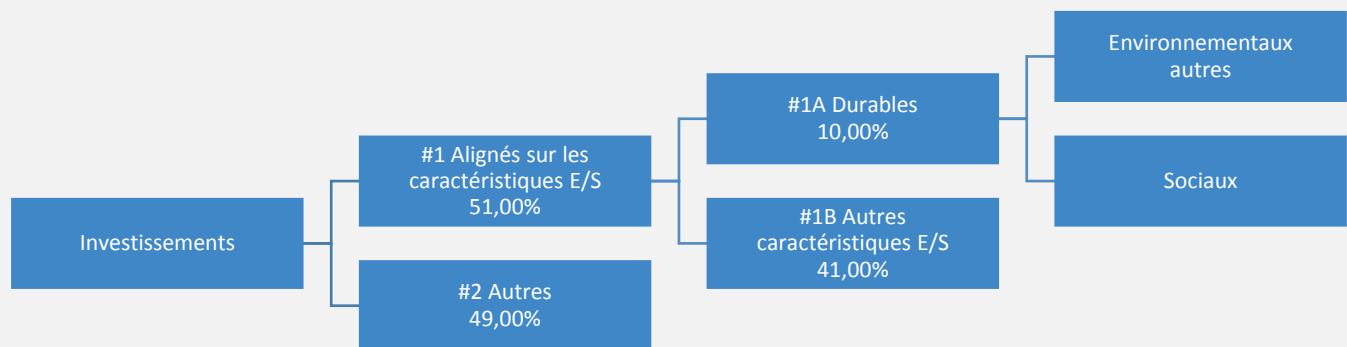 Investissements
#1 Alignés sur les
caractéristiques E/S
51,00%
#2 Autres
49,00%
#1A Durables
10,00%
#1B Autres
caractéristiques E/S
41,00%
Environnementaux
autres
Sociaux